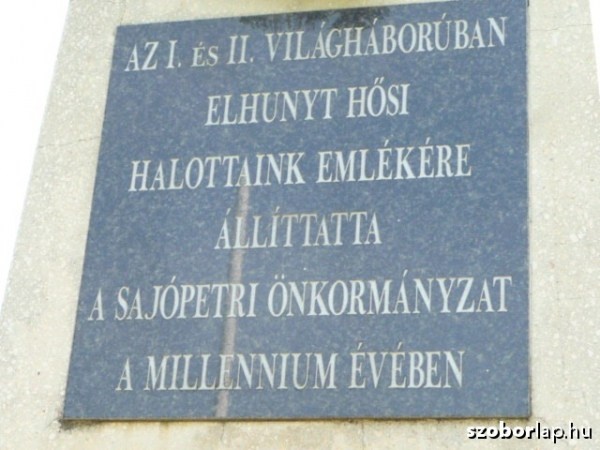 AZ I. ÉS II. VILÁGHÁBORÚBAN
ELHUNYT HŐSI
HALOTTAINK EMLÉKÉRE
ÁLLÍTTATTA
A SAJÓPETRI ÖNKORMÁNYZAT
A MILLENNIUM ÉVÉBEN
szoborlap.hu